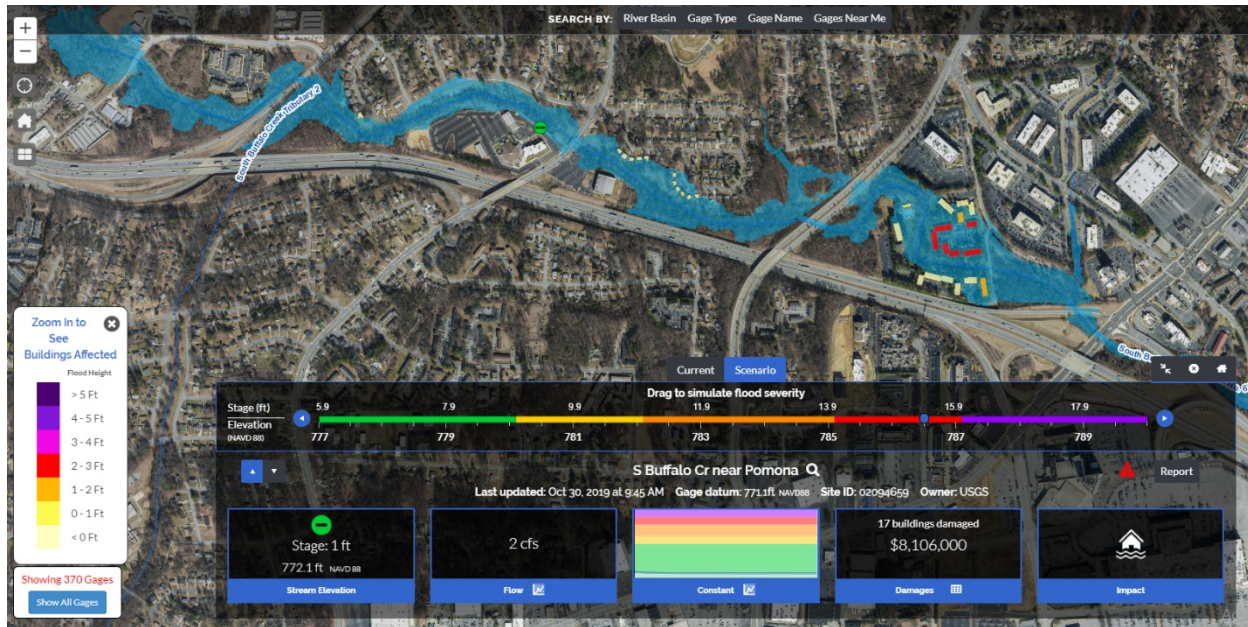 +
SEARCH BY: River Basin Gage Type Gage Name Gages Near Me
−
South Buffalo Creek Tributary 2
Zoom In to
See
Buildings Affected
Flood Height
> 5 Ft
4 - 5 Ft
3 - 4 Ft
2 - 3 Ft
1 - 2 Ft
0 - 1 Ft
< 0 Ft
Showing 370 Gages
Show All Gages
South B
Current Scenario
Drag to simulate flood severity
Stage (ft) 5.9 7.9 9.9 11.9 13.9 15.9 17.9
Elevation
(NAVD 88) 777 779 781 783 785 787 789
S Buffalo Cr near Pomona
Report
Last updated: Oct 30, 2019 at 9:45 AM Gage datum: 771.1ft NAVD88 Site ID: 02094659 Owner: USGS
Stage: 1 ft
772.1 ft NAVD 88
Stream Elevation
2 cfs
Flow
Constant
17 buildings damaged
$8,106,000
Damages
Impact